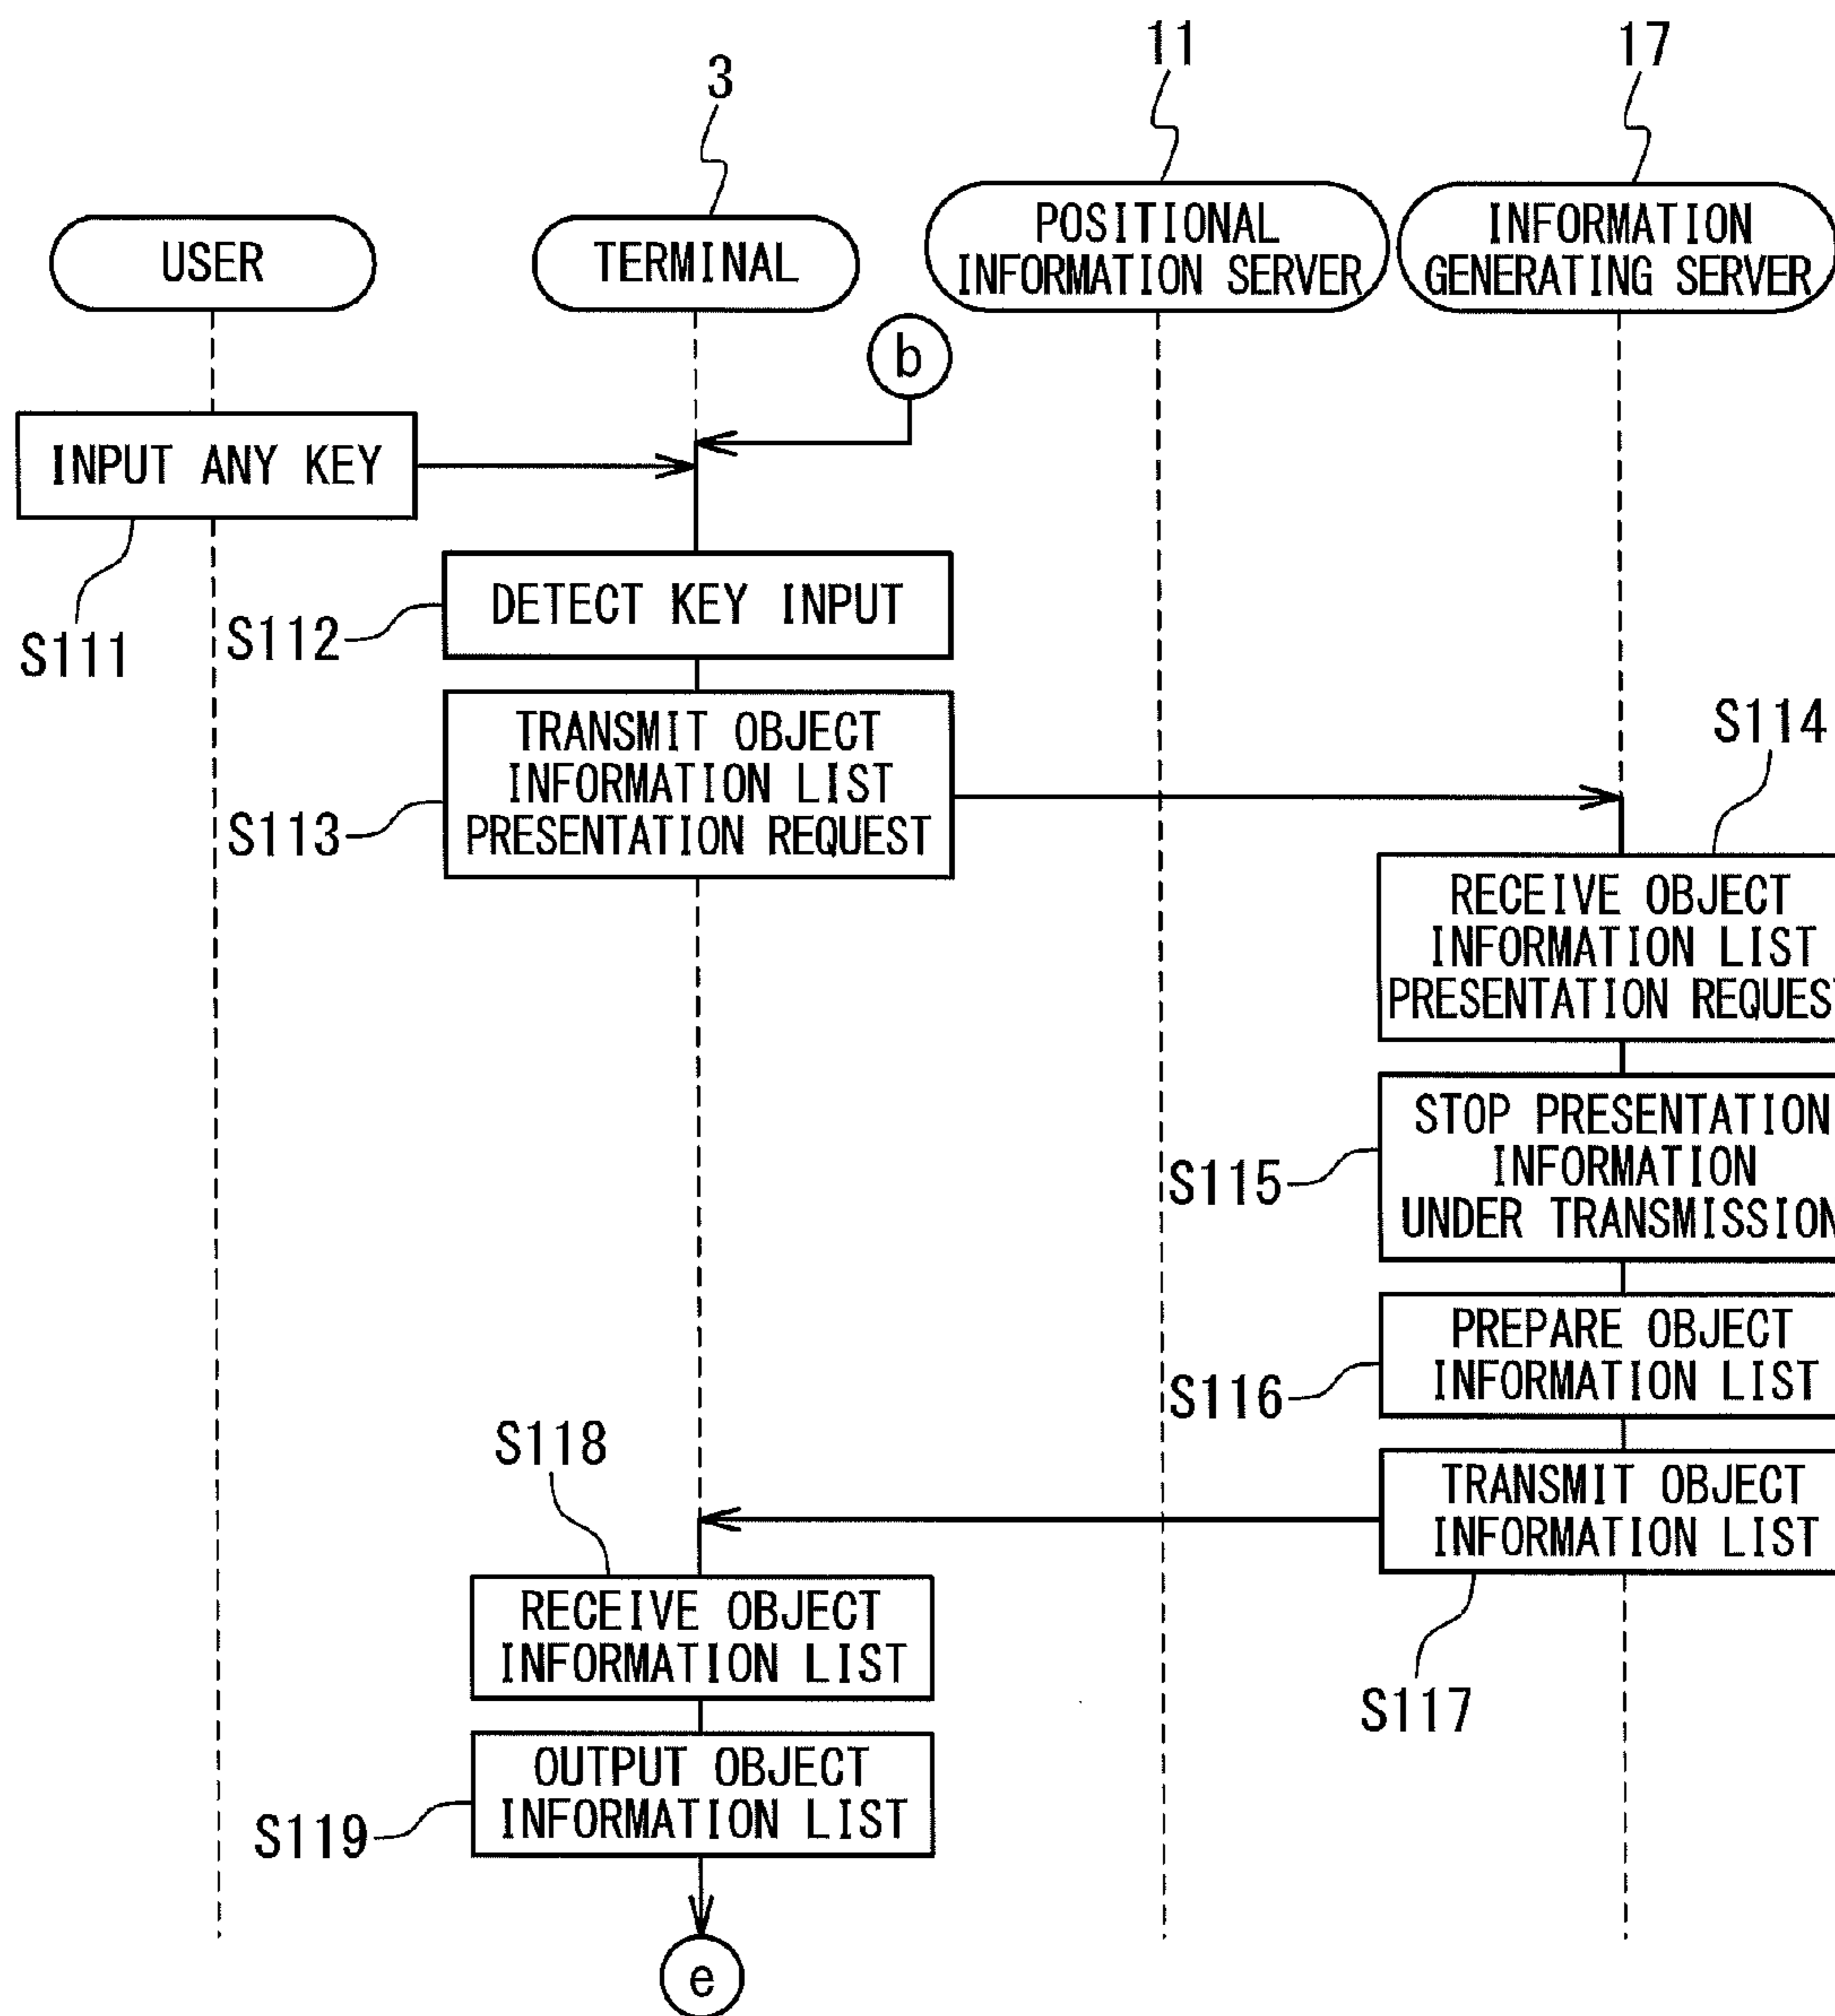 3
11
17
USER
TERMINAL
POSITIONAL
INFORMATION SERVER
INFORMATION
GENERATING SERVER
b
INPUT ANY KEY
S111
DETECT KEY INPUT
S112
TRANSMIT OBJECT
INFORMATION LIST
PRESENTATION REQUEST
S113
S114
RECEIVE OBJECT
INFORMATION LIST
PRESENTATION REQUEST
STOP PRESENTATION
INFORMATION
UNDER TRANSMISSION
S115
PREPARE OBJECT
INFORMATION LIST
S116
TRANSMIT OBJECT
INFORMATION LIST
S117
S118
RECEIVE OBJECT
INFORMATION LIST
OUTPUT OBJECT
INFORMATION LIST
S119
e